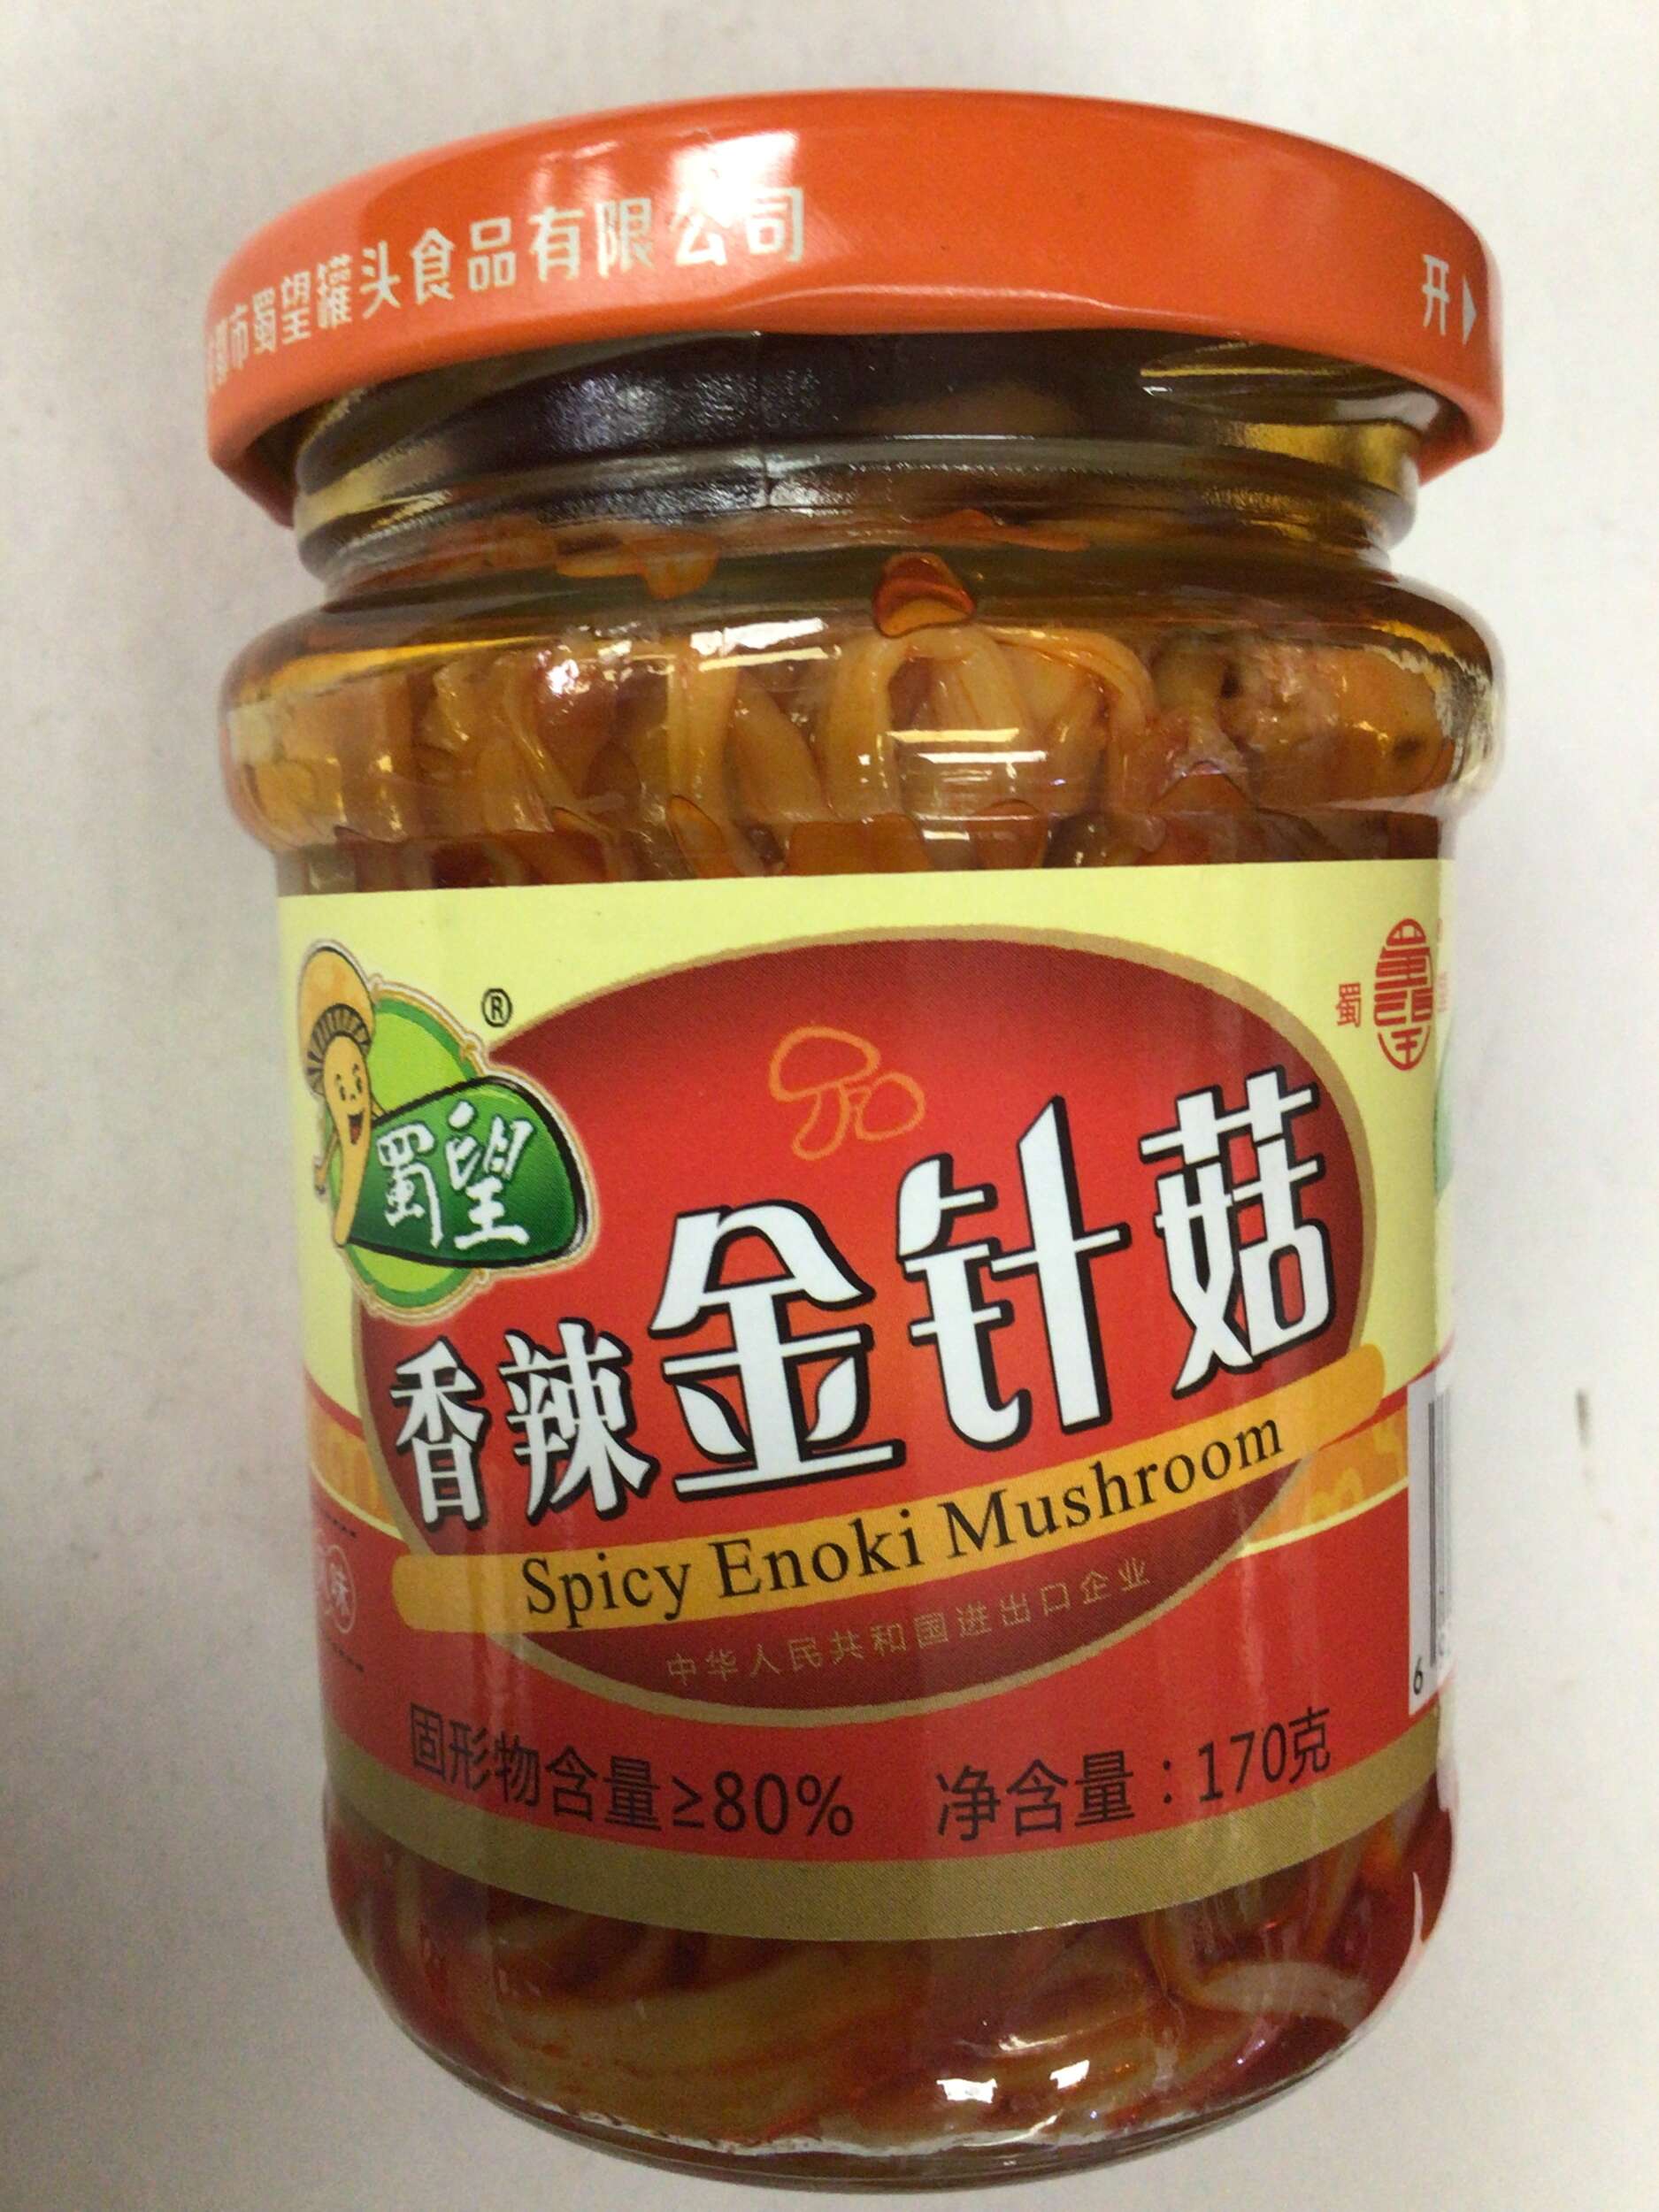 市蜀望罐头食品有限公司
开
®
蜀望
蜀
香辣金针菇
Spicy Enoki Mushroom
味
中华人民共和国进出口企业
固形物含量≥80% 净含量：170克
6